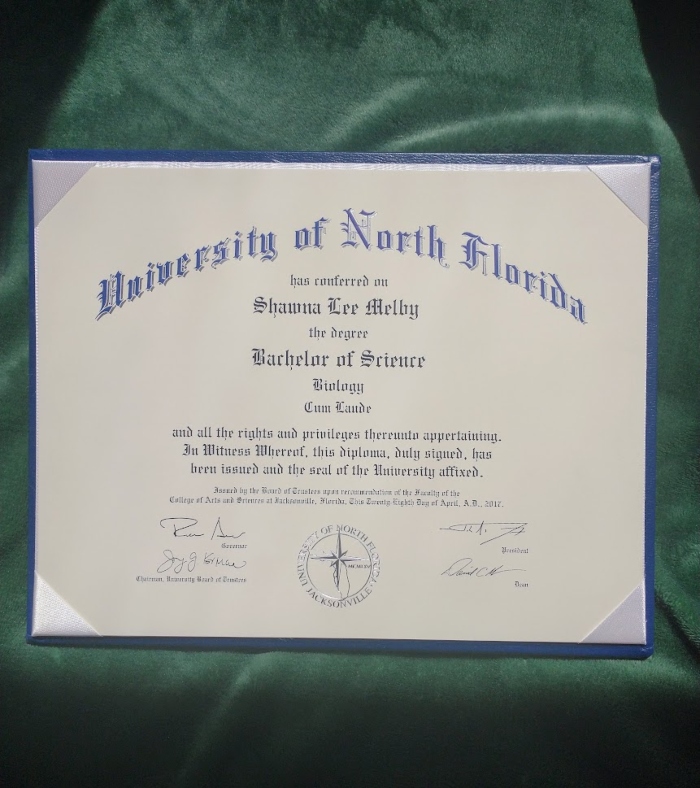 University of North Florida
has conferred on
Shawna Lee Melby
the degree
Bachelor of Science
Biology
Cum Laude
and all the rights and privileges thereunto appertaining.
In Witness Whereof, this diploma, duly signed, has
been issued and the seal of the University affixed.
Issued by the Board of Trustees upon recommendation of the Faculty of the
College of Arts and Sciences at Jacksonville, Florida, This Twenty-Eighth Day of April, A.D., 2017.
Governor
President
Chairman, University Board of Trustees
Dean
UNIVERSITY OF NORTH FLORIDA
JACKSONVILLE